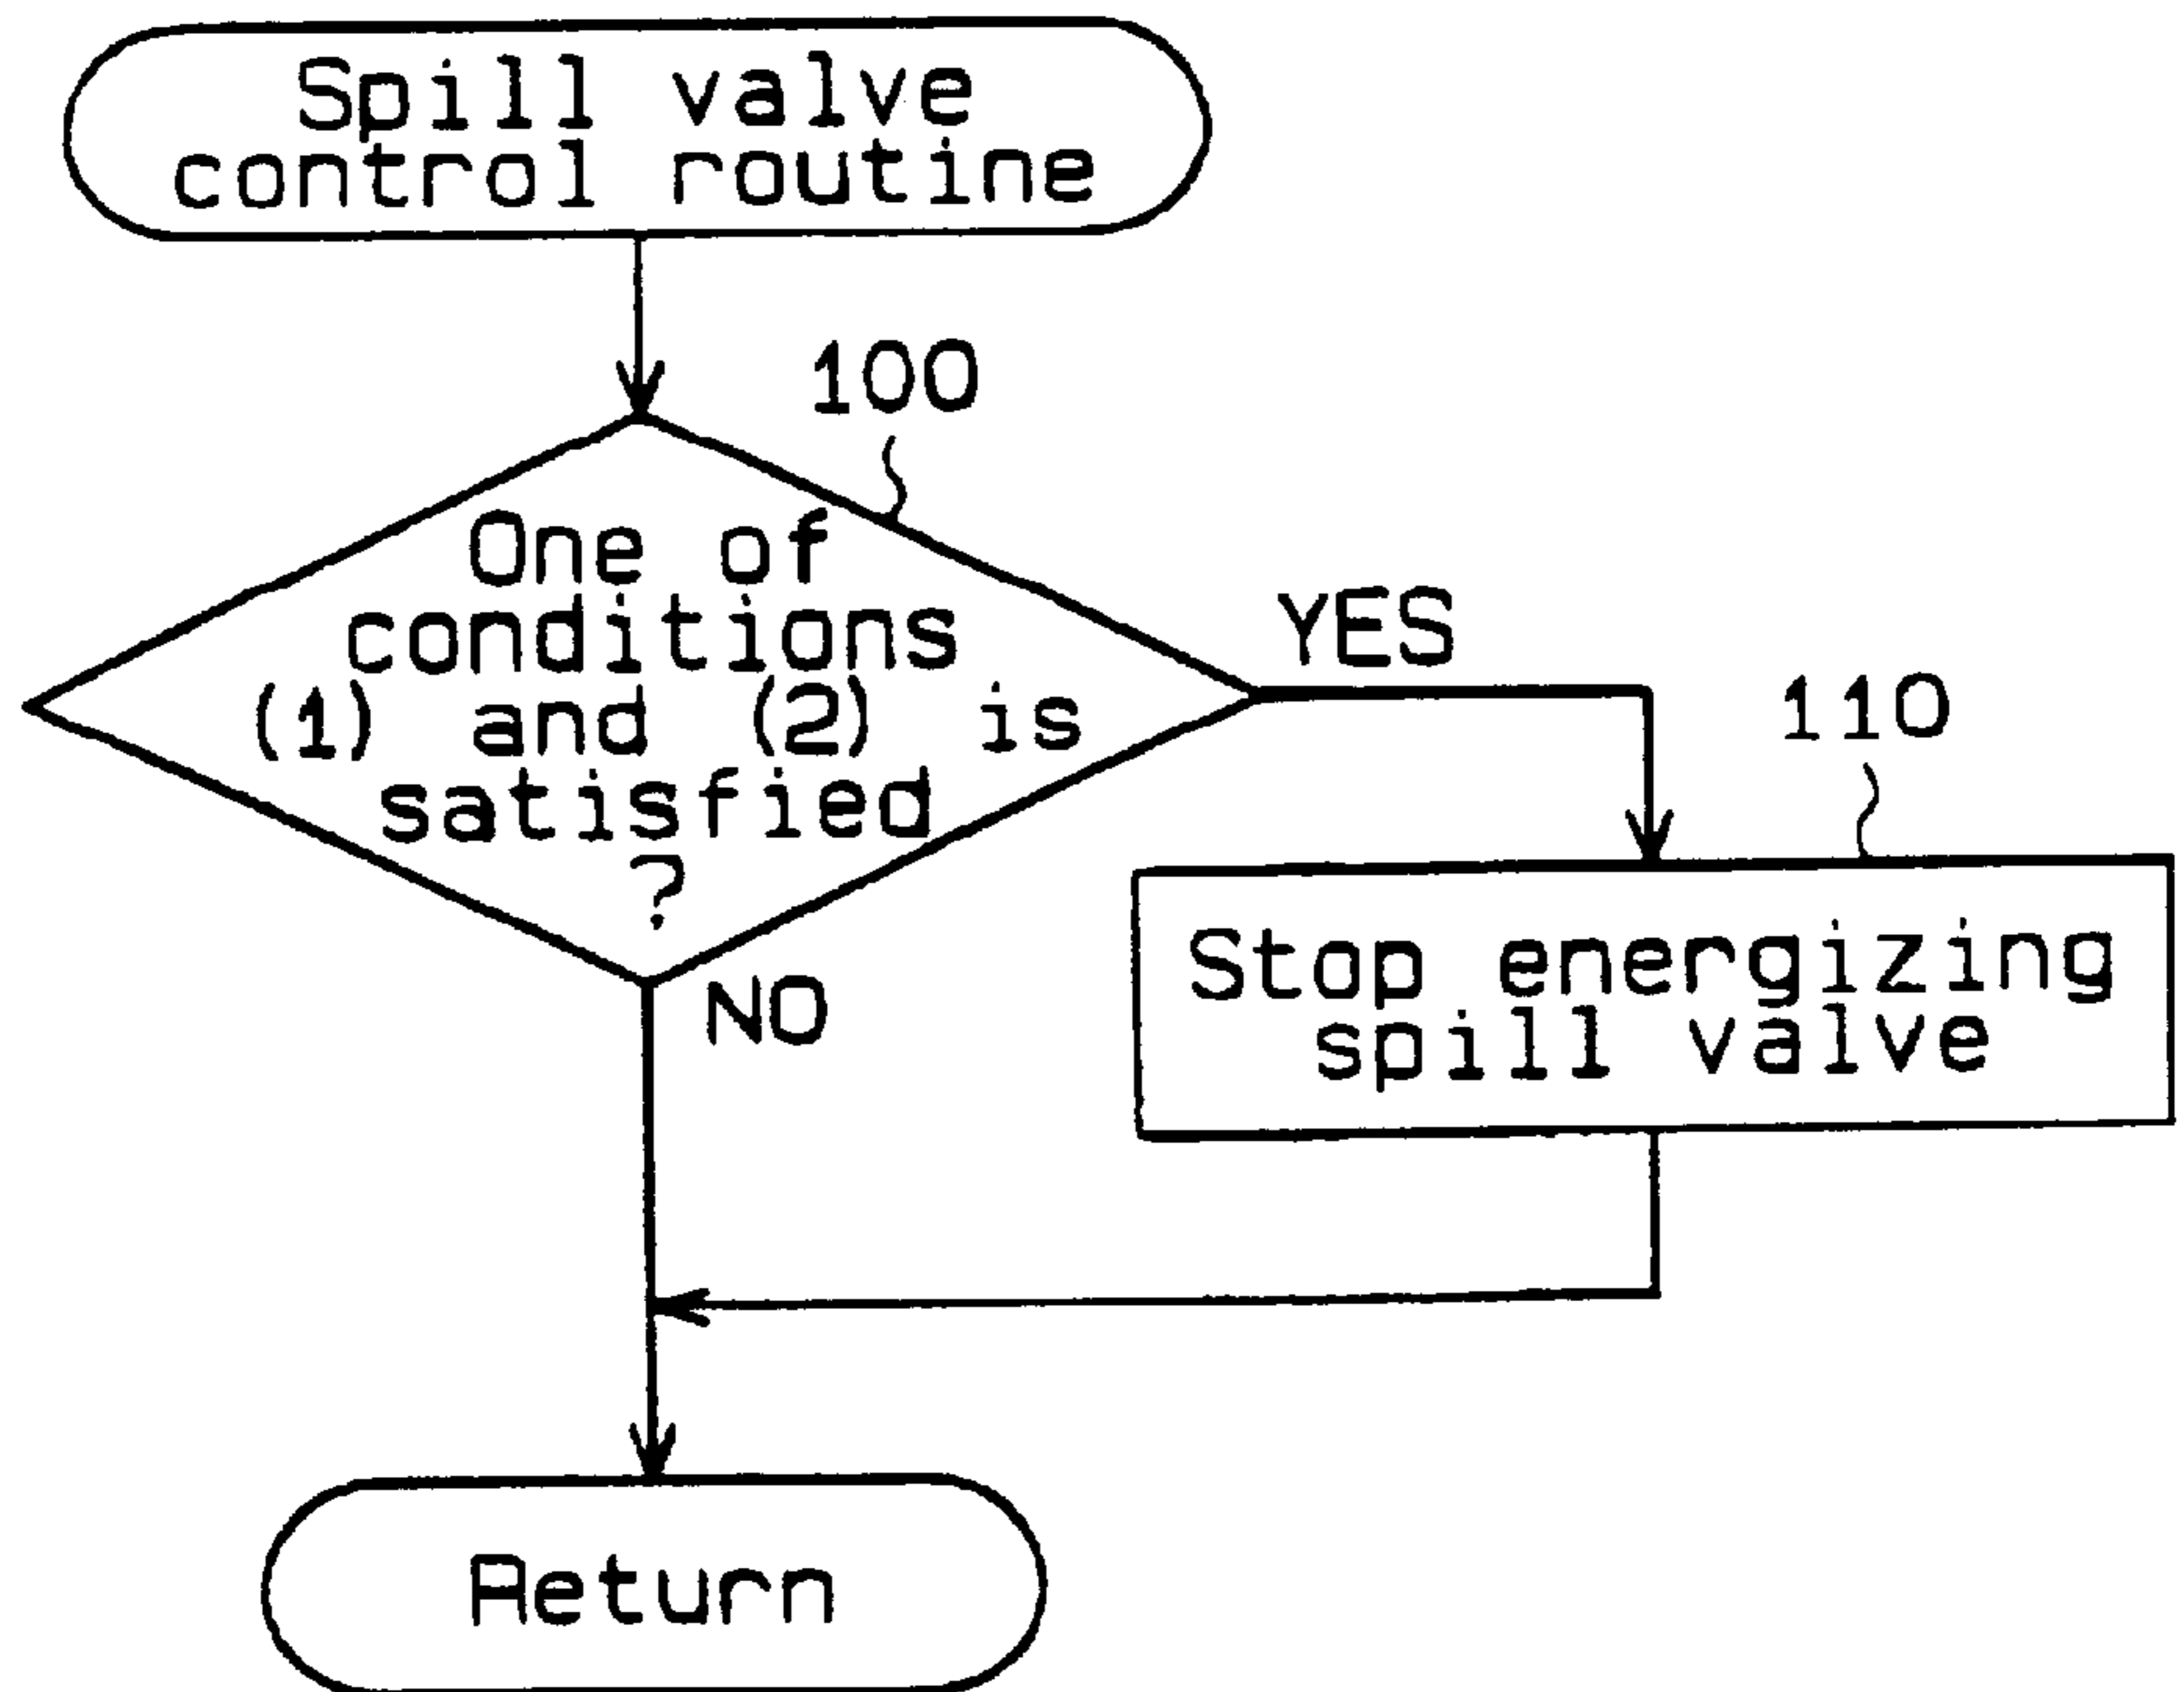 Spill valve
control routine
100
One of
conditions
(1) and (2) is
satisfied
?
YES
110
Stop energizing
spill valve
NO
Return